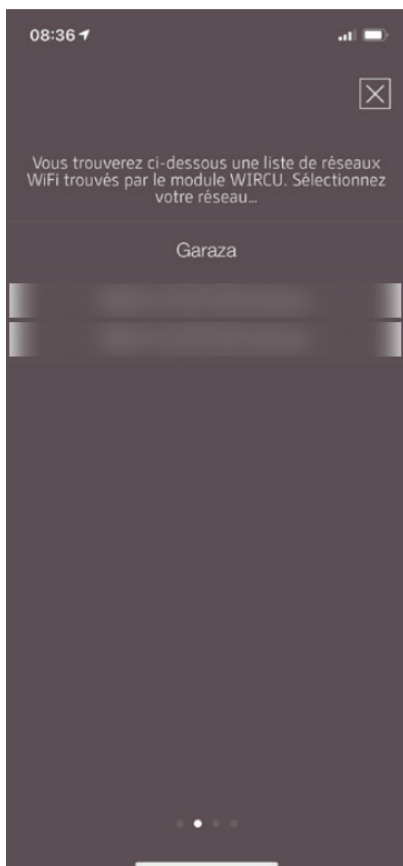 08:36
Vous trouverez ci-dessous une liste de réseaux
WiFi trouvés par le module WIRCU. Sélectionnez
votre réseau...
Garaza